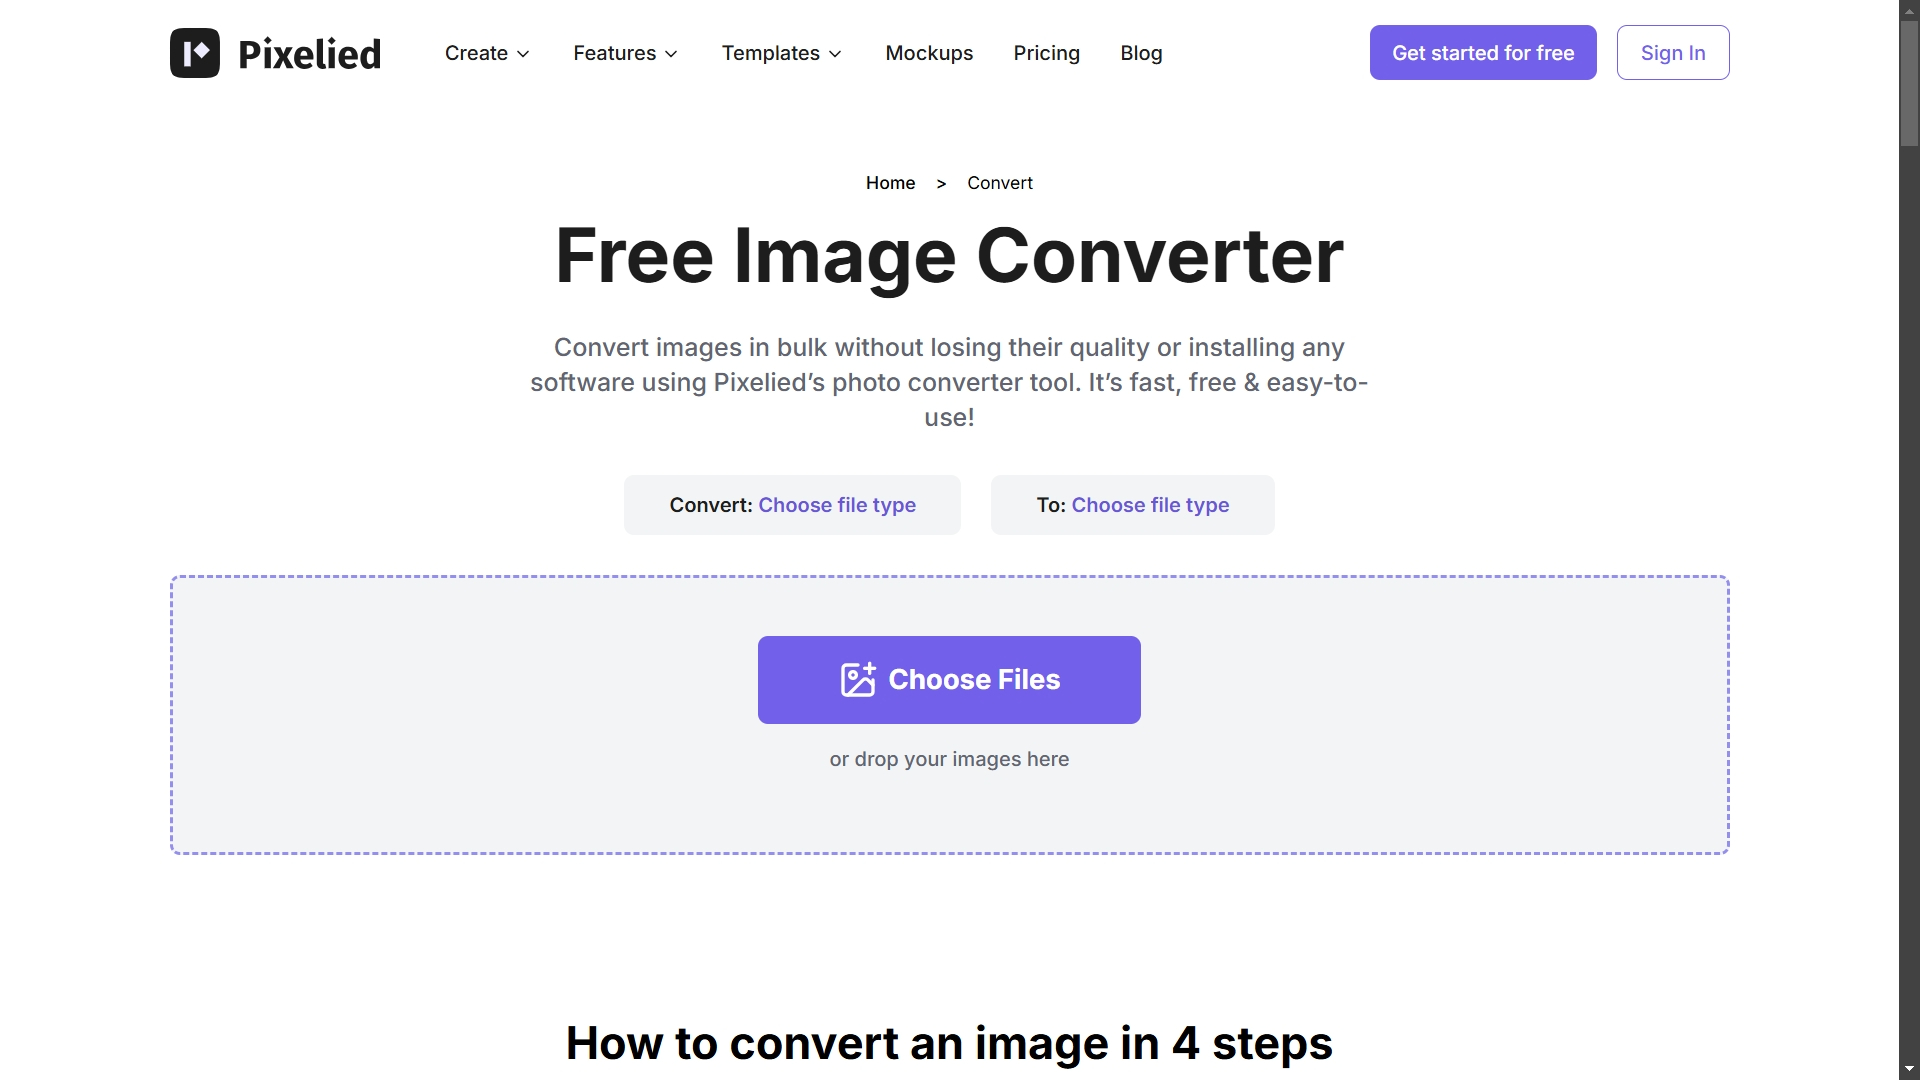 Pixelied
Create
Features
Templates
Mockups
Pricing
Blog
Get started for free
Sign In
Home > Convert
Free Image Converter
Convert images in bulk without losing their quality or installing any
software using Pixelied’s photo converter tool. It’s fast, free & easy-to-
use!
Convert: Choose file type
To: Choose file type
Choose Files
or drop your images here
How to convert an image in 4 steps